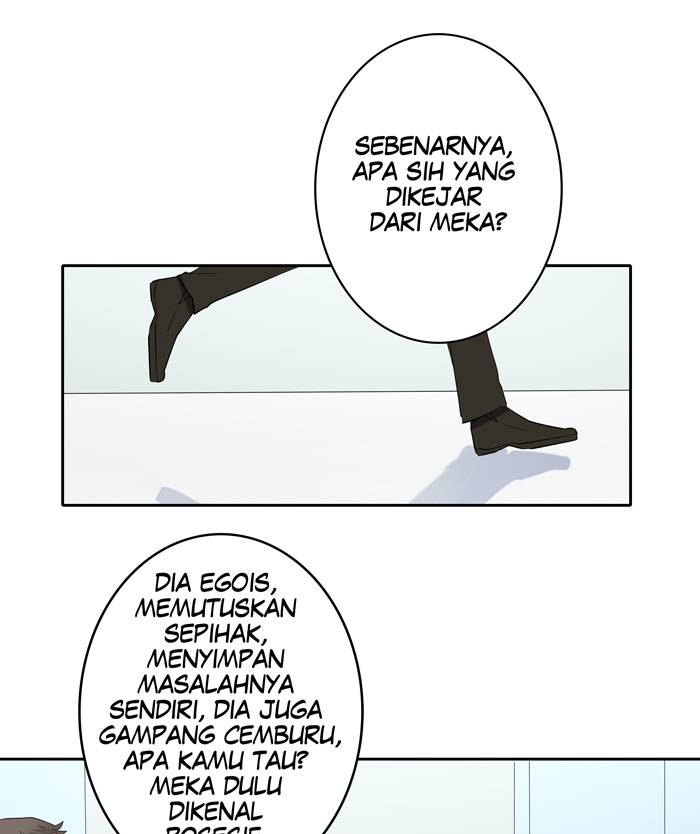 SEBENARNYA,
APA SIH YANG
DIKEJAR
DARI MEKA?
DIA EGOIS,
MEMUTUSKAN
SEPIHAK,
MENYIMPAN
MASALAHNYA
SENDIRI, DIA JUGA
GAMPANG CEMBURU,
APA KAMU TAU?
MEKA DULU
DIKENAL